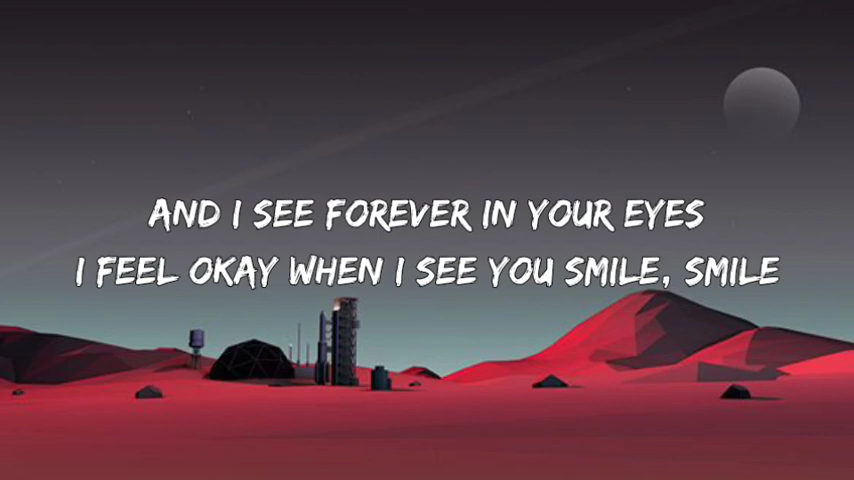 AND I SEE FOREVER IN YOUR EYES
I FEEL OKAY WHEN I SEE YOU SMILE, SMILE